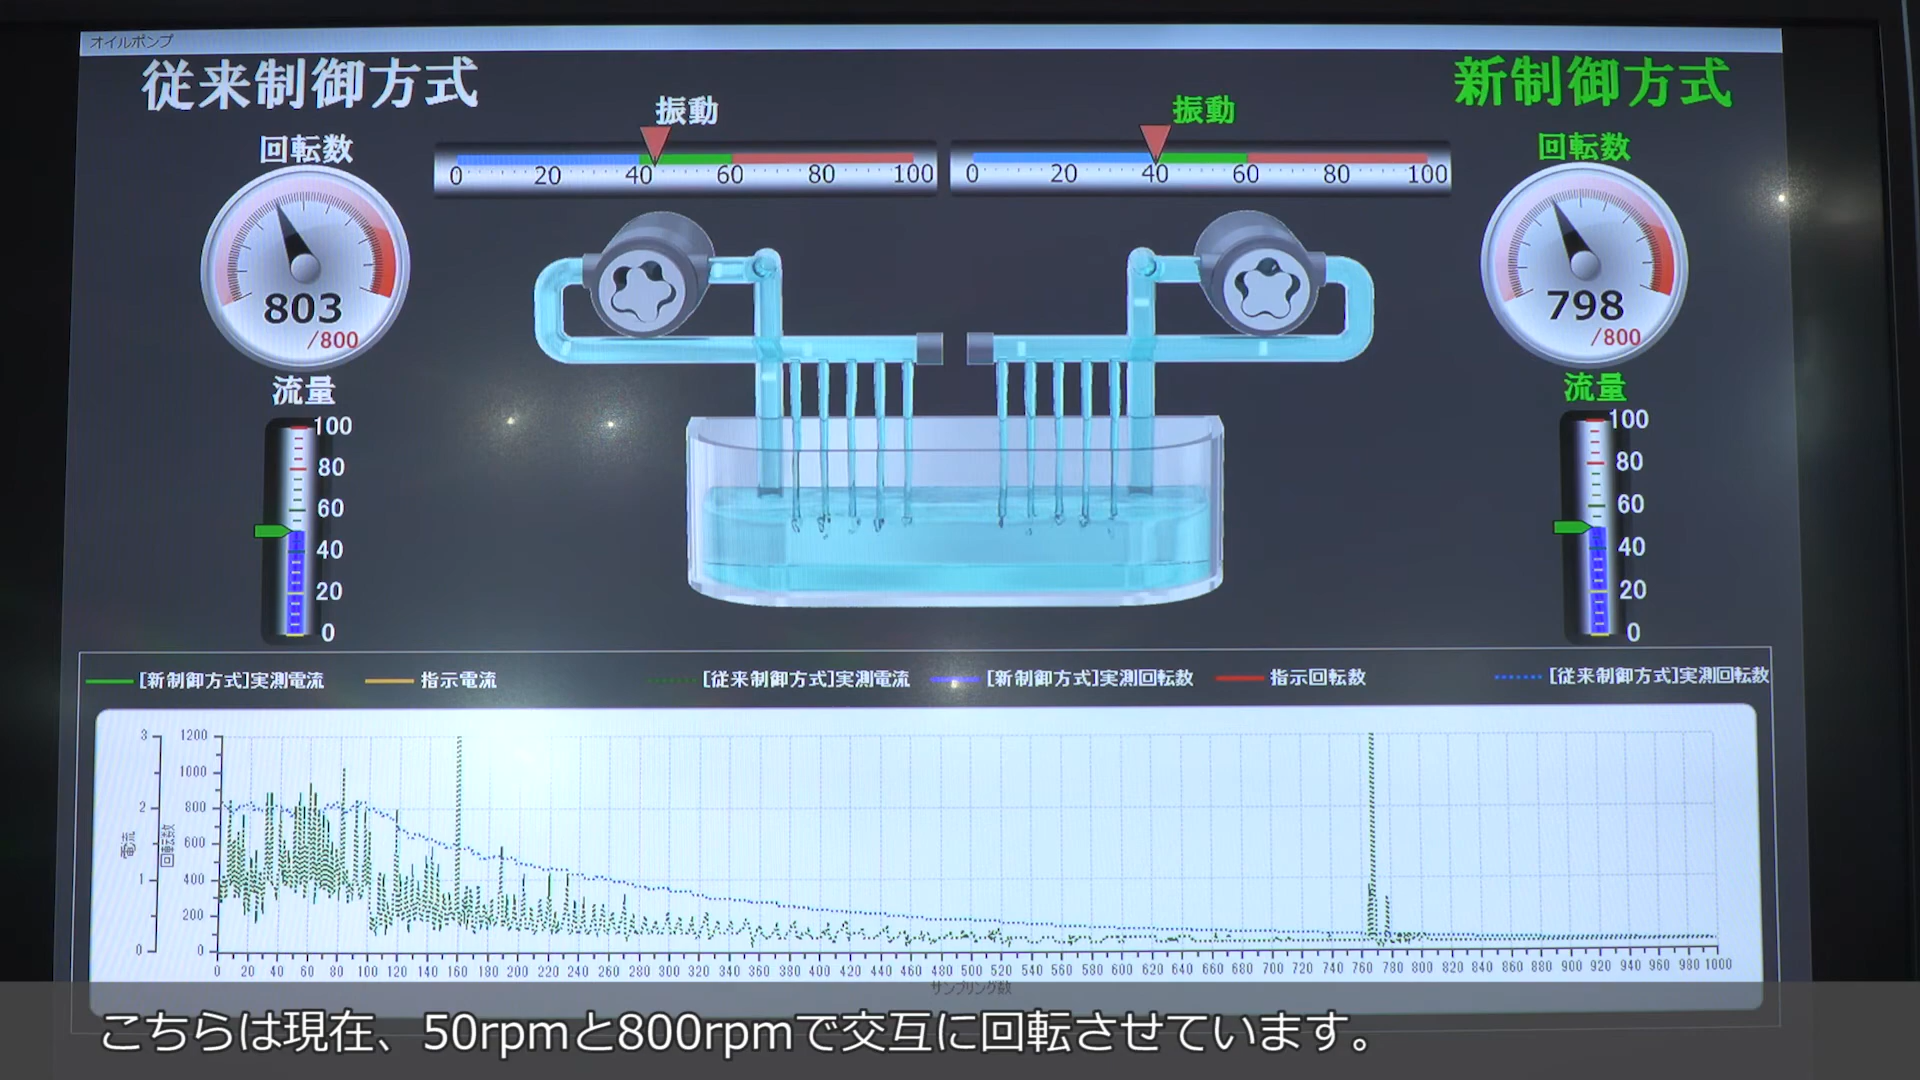 オイルポンプ
従来制御方式
新制御方式
振動
振動
回転数
回転数
0 20 40 60 80 100
0 20 40 60 80 100
803
/800
798
/800
流量
流量
100
80
60
40
20
0
100
80
60
40
20
0
[新制御方式]実測電流 指示電流 [従来制御方式]実測電流 [新制御方式]実測回転数 指示回転数 [従来制御方式]実測回転数
3
2
1
0
電流
1200
1000
800
600
400
200
0
回転数
0 20 40 60 80 100 120 140 160 180 200 220 240 260 280 300 320 340 360 380 400 420 440 460 480 500 520 540 560 580 600 620 640 660 680 700 720 740 760 780 800 820 840 860 880 900 920 940 960 980 1000
サンプリング数
こちらは現在、50rpmと800rpmで交互に回転させています。